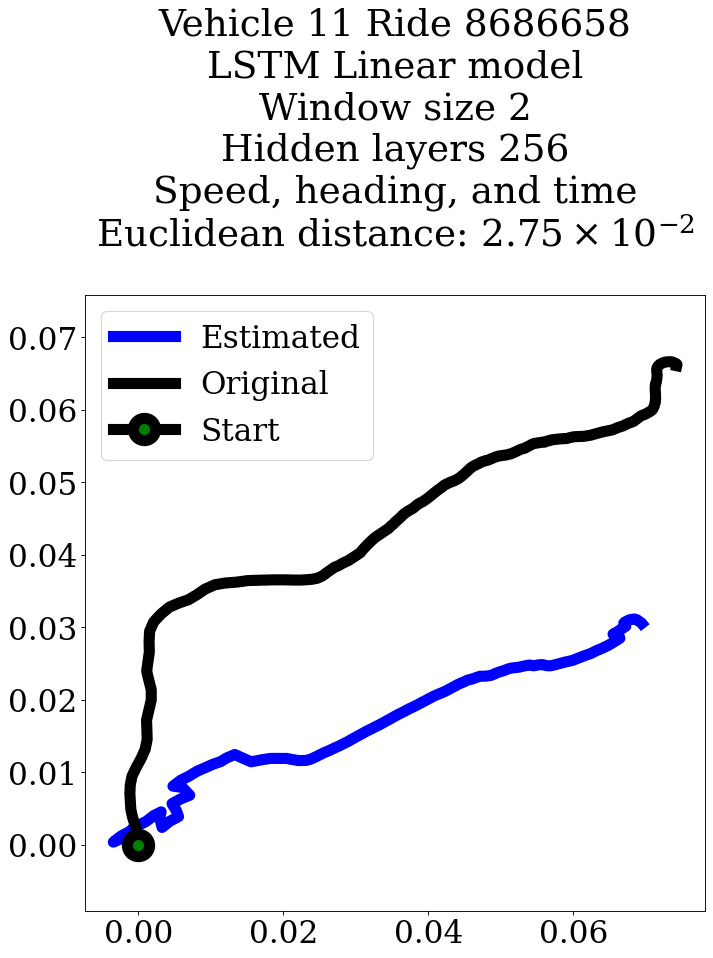 Vehicle 11 Ride 8686658
LSTM Linear model
Window size 2
Hidden layers 256
Speed, heading, and time
Euclidean distance: 2.75 × 10⁻²
Estimated
Original
Start
0.07
0.06
0.05
0.04
0.03
0.02
0.01
0.00
0.00 0.02 0.04 0.06